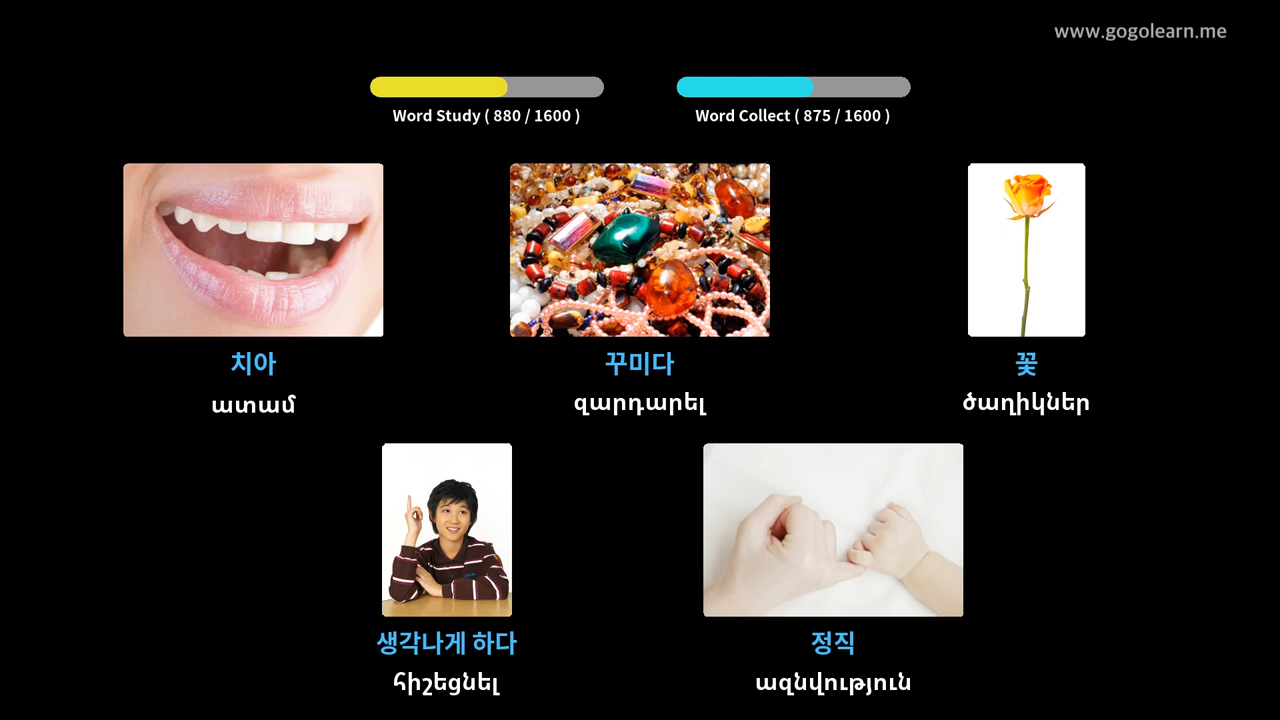 www.gogolearn.me
Word Study ( 880 / 1600 )
Word Collect ( 875 / 1600 )
치아
꾸미다
꽃
ատամ
զարդարել
ծաղիկներ
생각나게 하다
정직
հիշեցնել
ազնվություն